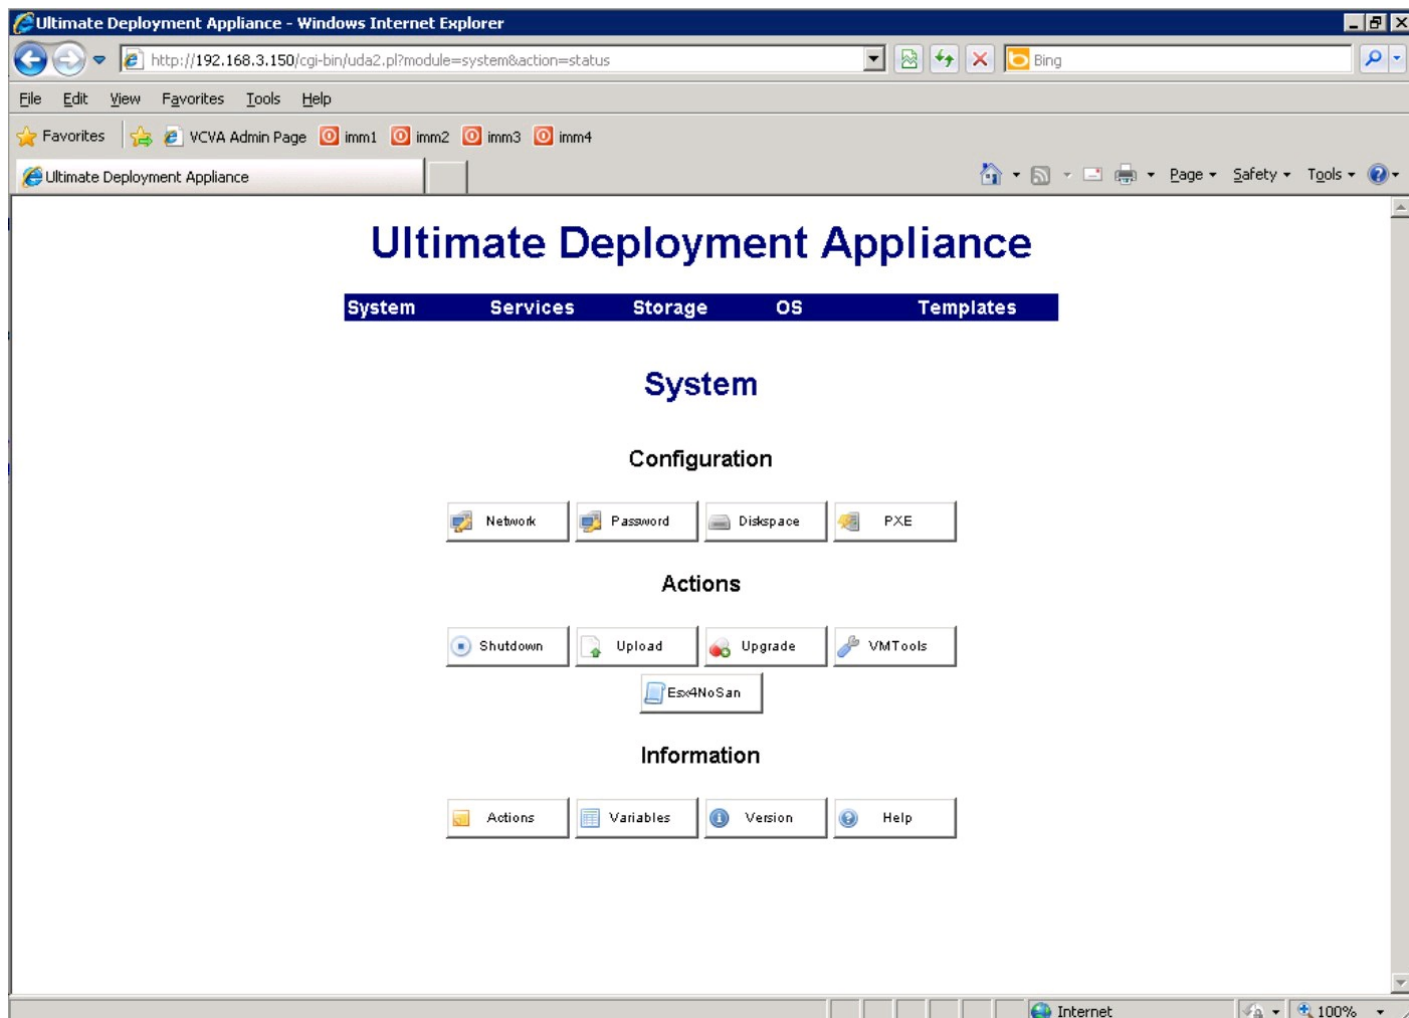 Ultimate Deployment Appliance - Windows Internet Explorer
http://192.168.3.150/cgi-bin/uda2.pl?module=system&action=status Bing
File Edit View Favorites Tools Help
Favorites VCVA Admin Page imm1 imm2 imm3 imm4
Ultimate Deployment Appliance Page Safety Tools
Ultimate Deployment Appliance
System Services Storage OS Templates
System
Configuration
Network Password Diskspace PXE
Actions
Shutdown Upload Upgrade VMTools
Esx4NoSan
Information
Actions Variables Version Help
Internet 100%